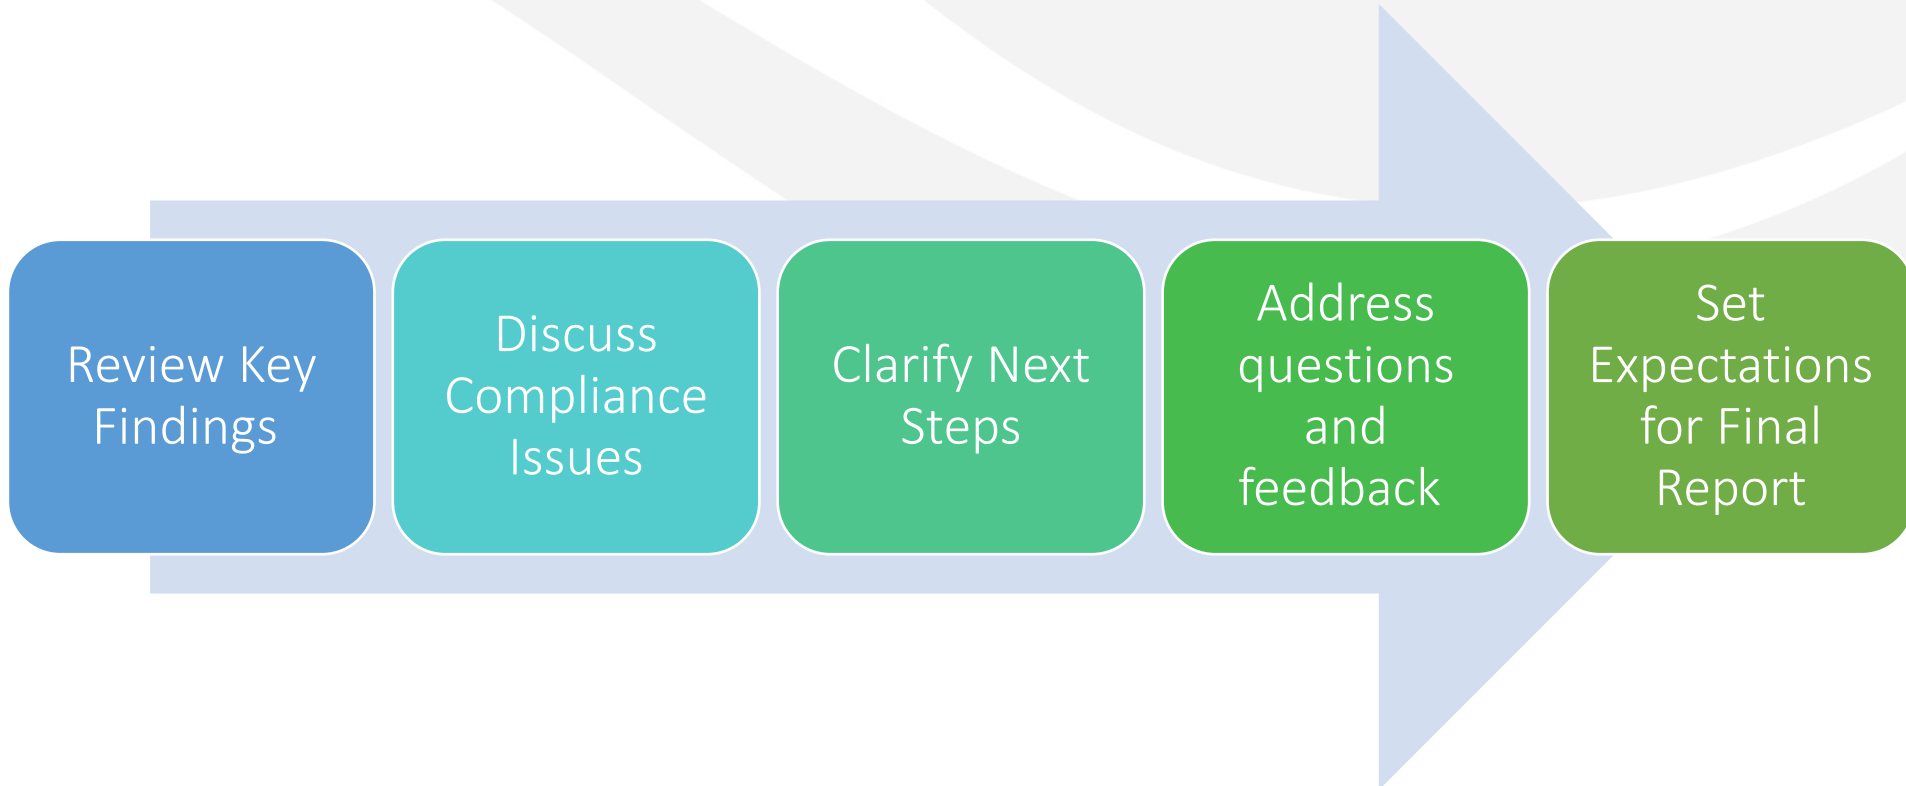 Review Key
Findings
Discuss
Compliance
Issues
Clarify Next
Steps
Address
questions
and
feedback
Set
Expectations
for Final
Report